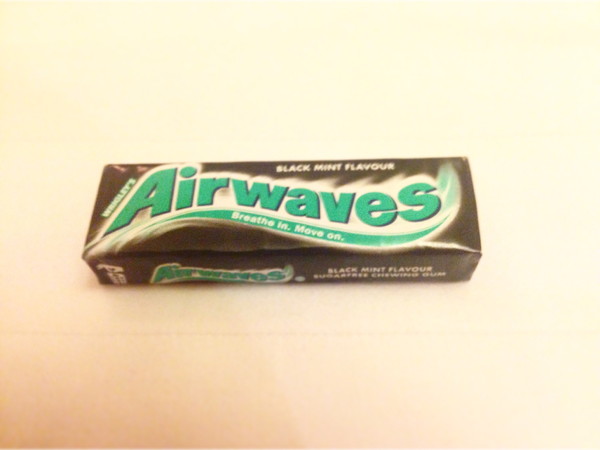 BLACK MINT FLAVOUR
WRIGLEY'S
Airwaves
Breathe in. Move on.
Airwaves
BLACK MINT FLAVOUR
SUGARFREE CHEWING GUM